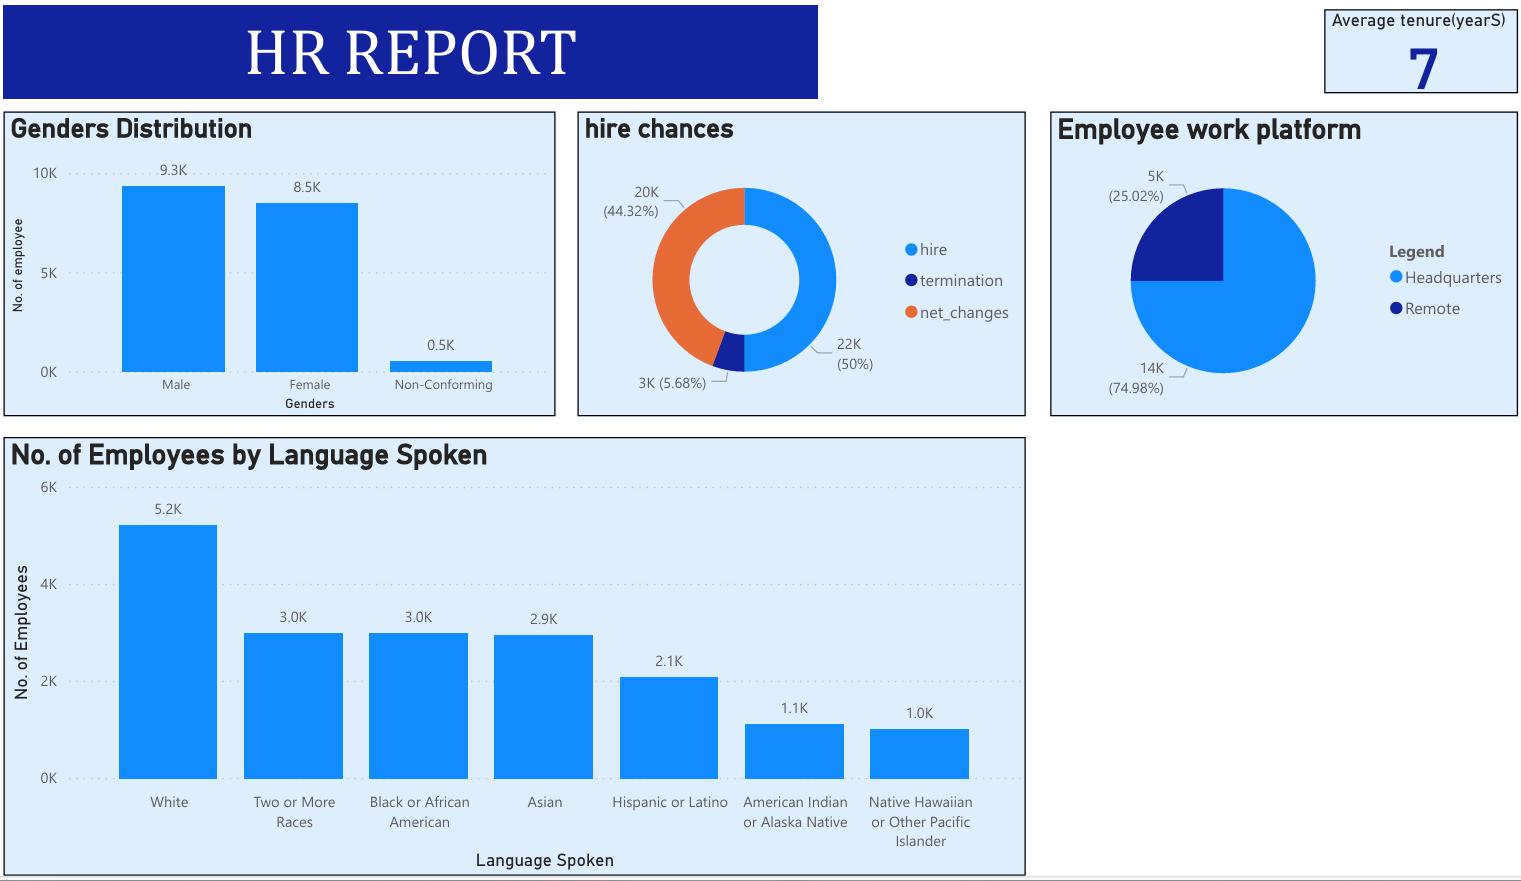 HR REPORT
Average tenure(yearS)
7
Genders Distribution
No. of employee
10K
5K
0K
9.3K
8.5K
0.5K
Male
Female
Non-Conforming
Genders
hire chances
20K
(44.32%)
3K (5.68%)
22K
(50%)
hire
termination
net_changes
Employee work platform
5K
(25.02%)
14K
(74.98%)
Legend
Headquarters
Remote
No. of Employees by Language Spoken
No. of Employees
6K
4K
2K
0K
5.2K
3.0K
3.0K
2.9K
2.1K
1.1K
1.0K
White
Two or More
Races
Black or African
American
Asian
Hispanic or Latino
American Indian
or Alaska Native
Native Hawaiian
or Other Pacific
Islander
Language Spoken